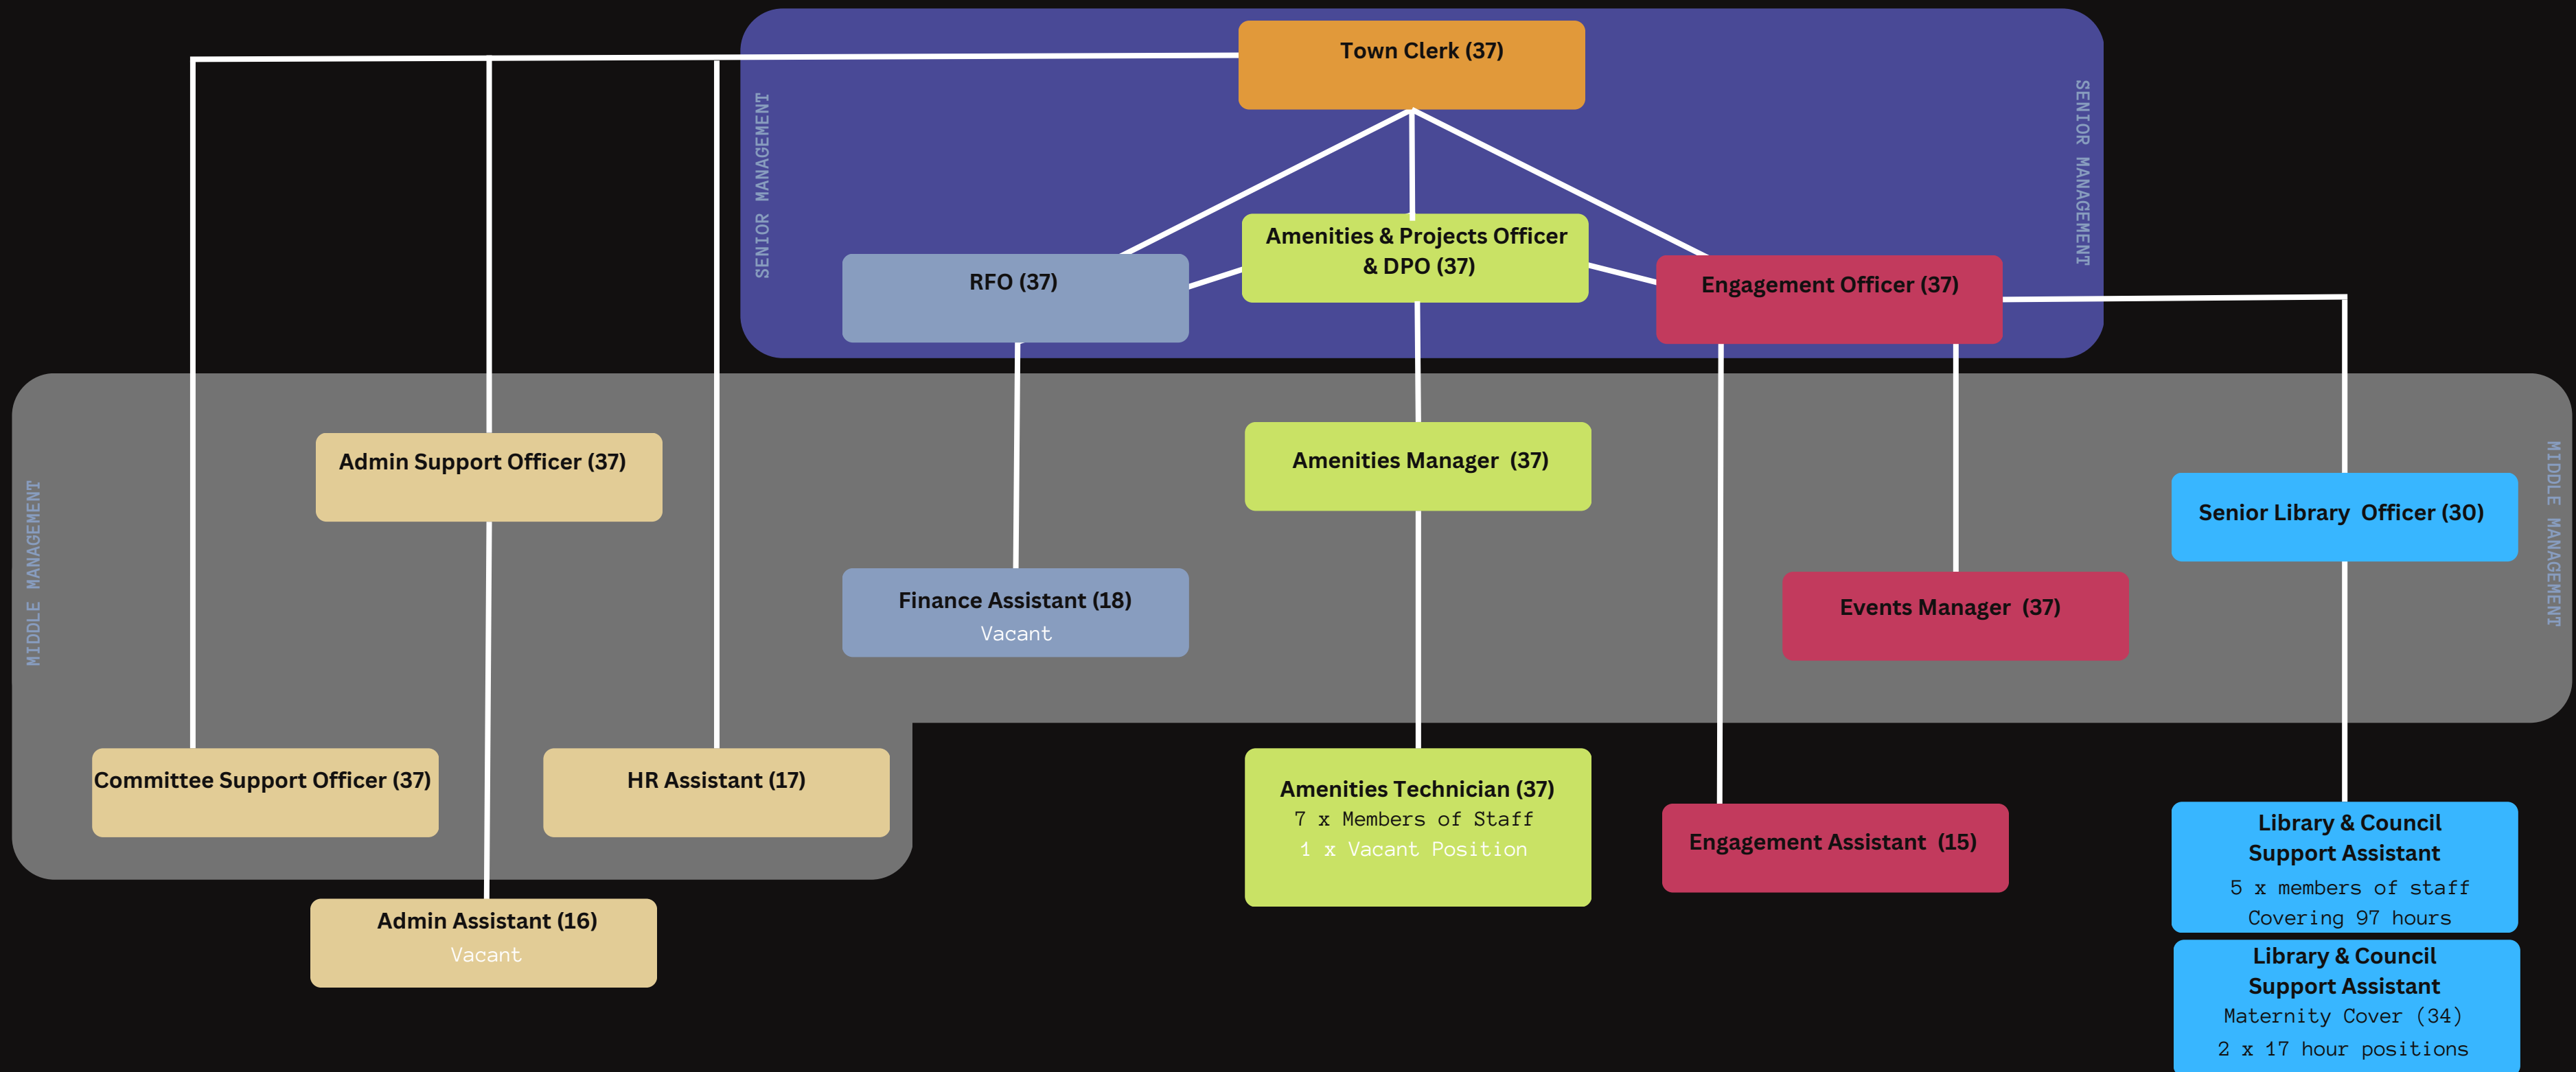 Town Clerk (37)
SENIOR MANAGEMENT
SENIOR MANAGEMENT
Amenities & Projects Officer
& DPO (37)
RFO (37)
Engagement Officer (37)
Admin Support Officer (37)
Amenities Manager (37)
Senior Library Officer (30)
MIDDLE MANAGEMENT
MIDDLE MANAGEMENT
Finance Assistant (18)
Vacant
Events Manager (37)
Committee Support Officer (37)
HR Assistant (17)
Amenities Technician (37)
7 x Members of Staff
1 x Vacant Position
Engagement Assistant (15)
Library & Council
Support Assistant
5 x members of staff
Covering 97 hours
Admin Assistant (16)
Vacant
Library & Council
Support Assistant
Maternity Cover (34)
2 x 17 hour positions